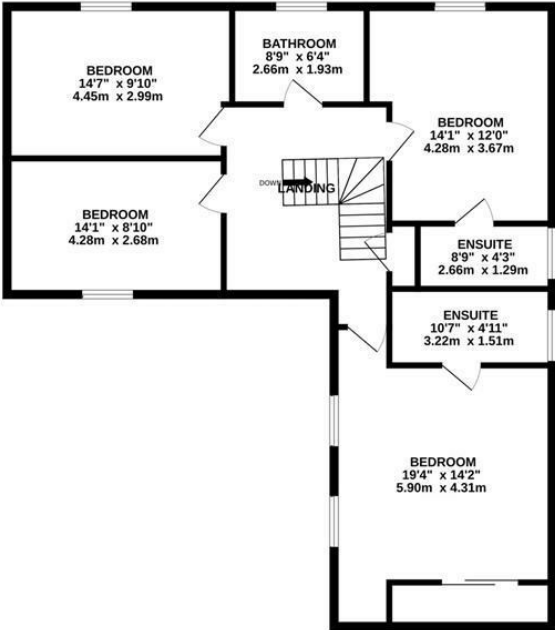 BEDROOM
14'7" x 9'10"
4.45m x 2.99m
BATHROOM
8'9" x 6'4"
2.66m x 1.93m
BEDROOM
14'1" x 12'0"
4.28m x 3.67m
DOWN
LANDING
BEDROOM
14'1" x 8'10"
4.28m x 2.68m
ENSUITE
8'9" x 4'3"
2.66m x 1.29m
ENSUITE
10'7" x 4'11"
3.22m x 1.51m
BEDROOM
19'4" x 14'2"
5.90m x 4.31m